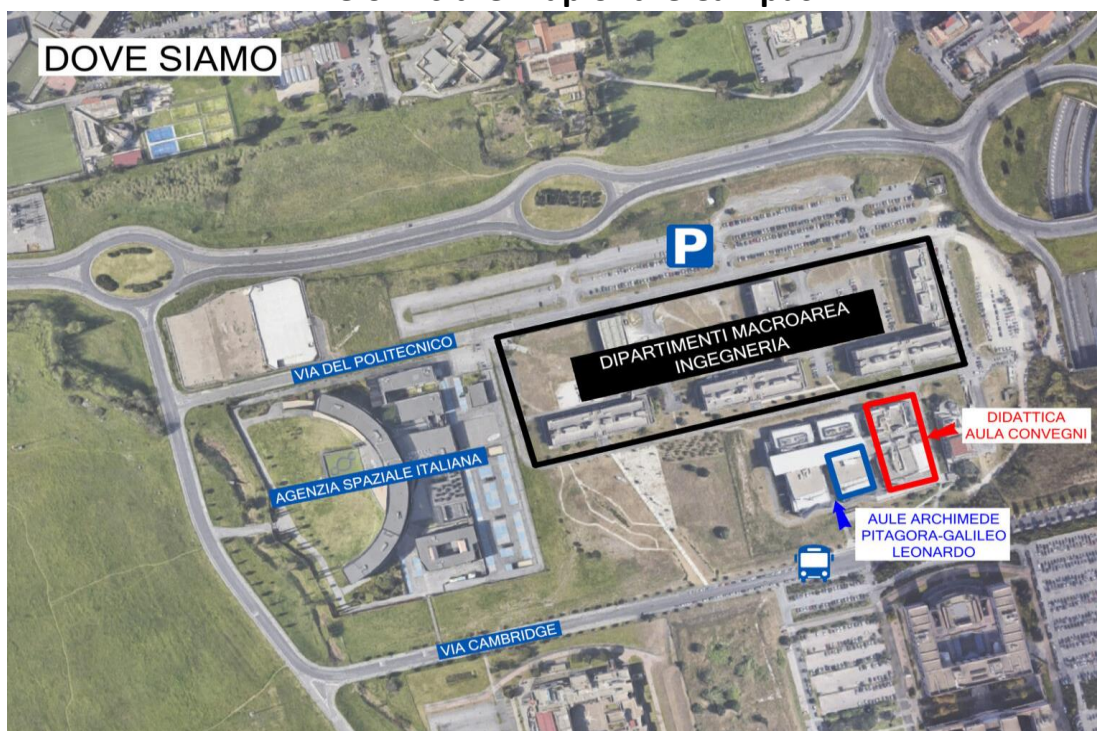 DOVE SIAMO
P
DIPARTIMENTI MACROAREA
INGEGNERIA
VIA DEL POLITECNICO
DIDATTICA
AULA CONVEGNI
AGENZIA SPAZIALE ITALIANA
AULE ARCHIMEDE
PITAGORA-GALILEO
LEONARDO
VIA CAMBRIDGE